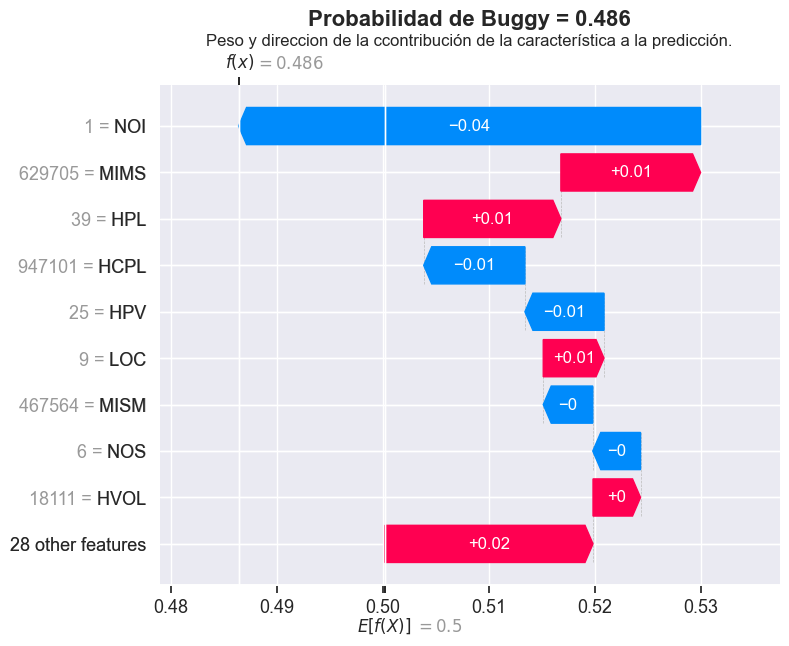 Probabilidad de Buggy = 0.486
Peso y direccion de la ccontribución de la característica a la predicción.
f(x) = 0.486
1 = NOI
−0.04
629705 = MIMS
+0.01
39 = HPL
+0.01
947101 = HCPL
−0.01
25 = HPV
−0.01
9 = LOC
+0.01
467564 = MISM
−0
6 = NOS
−0
18111 = HVOL
+0
28 other features
+0.02
0.48 0.49 0.50 0.51 0.52 0.53
E[f(X)] = 0.5